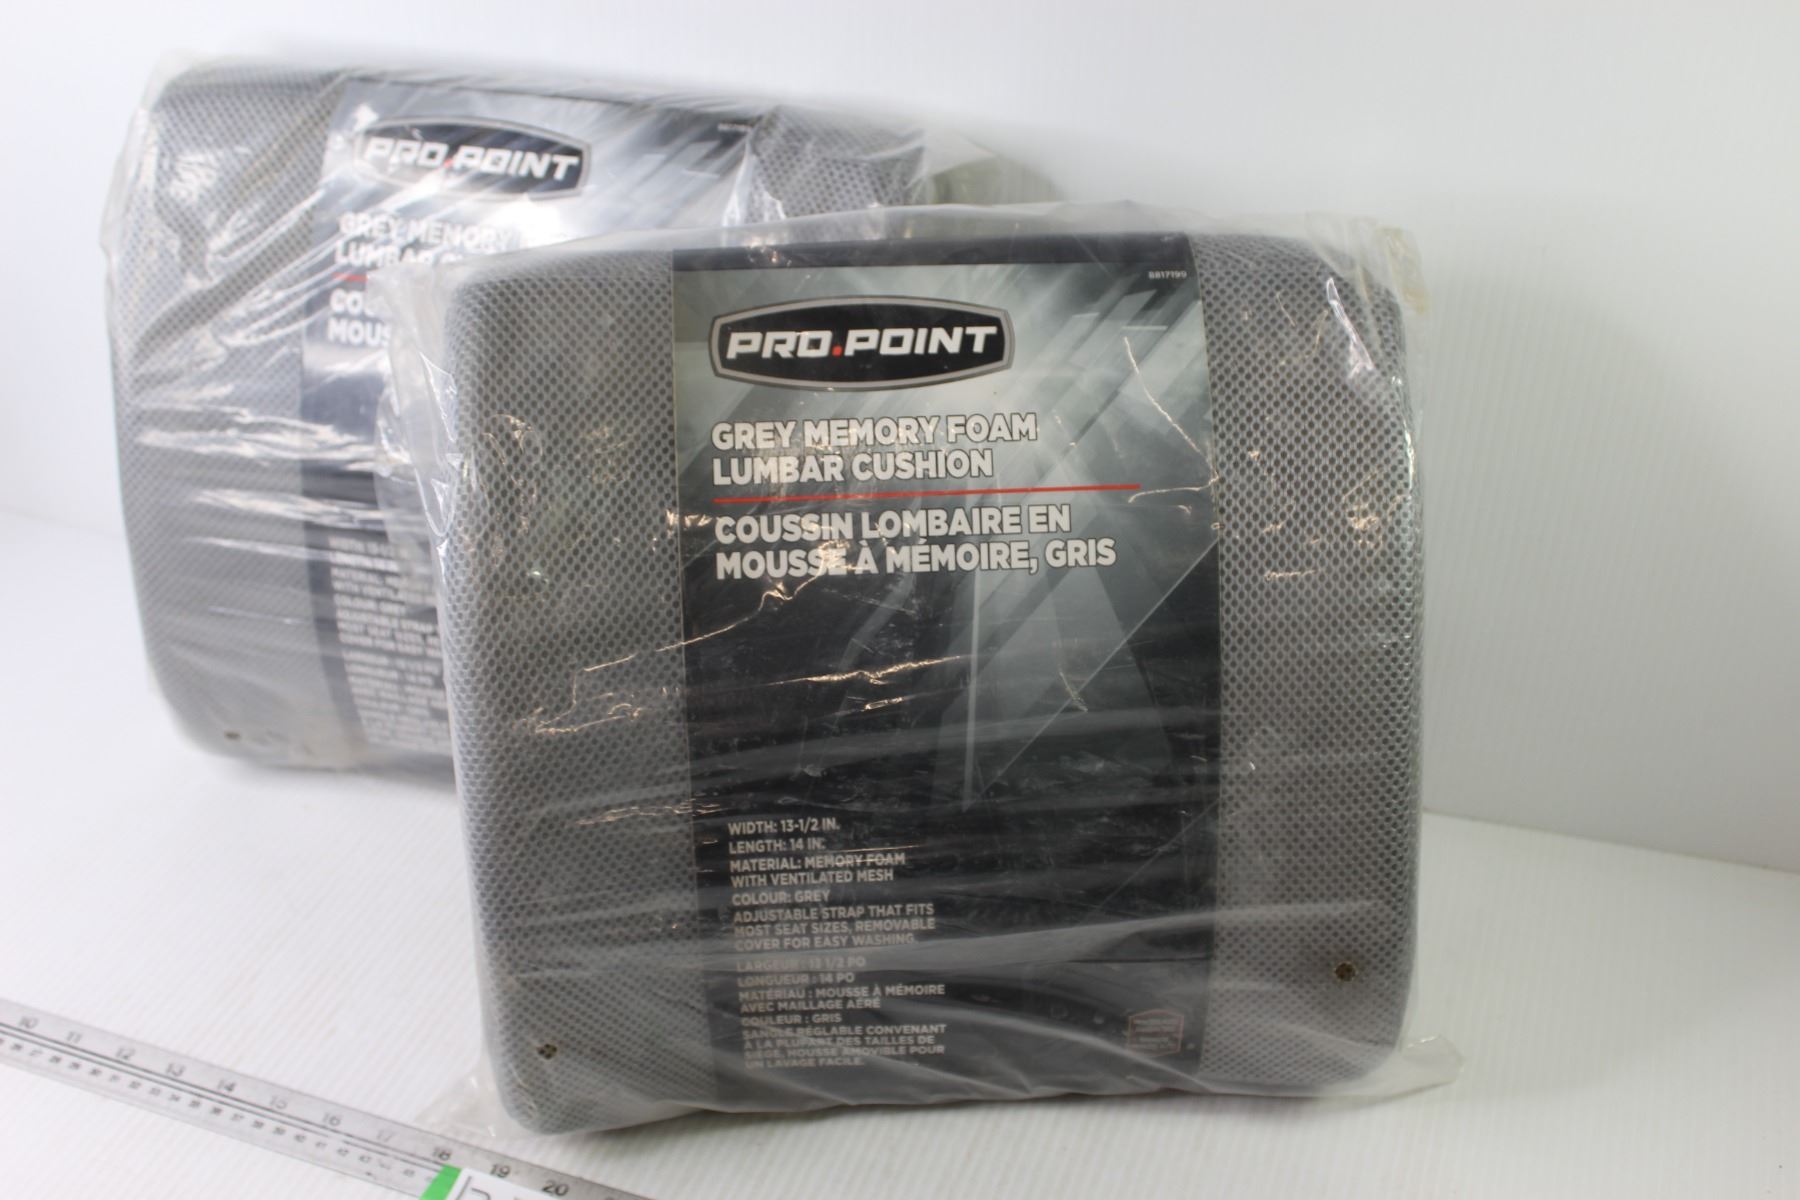 PRO.POINT
GREY MEMORY
LUMBAR
MOUS
8817199
PRO.POINT
GREY MEMORY FOAM
LUMBAR CUSHION
COUSSIN LOMBAIRE EN
MOUSSE À MÉMOIRE, GRIS
WIDTH: 13-1/2 IN.
LENGTH: 14 IN.
MATERIAL: MEMORY FOAM
WITH VENTILATED MESH
COLOUR: GREY
ADJUSTABLE STRAP THAT FITS
MOST SEAT SIZES, REMOVABLE
COVER FOR EASY WASHING
LARGEUR : 13 1/2 PO
LONGUEUR : 14 PO
MATÉRIAU : MOUSSE À MÉMOIRE
AVEC MAILLAGE AÉRÉ
COULEUR : GRIS
SANGLE RÉGLABLE CONVENANT
À LA PLUPART DES TAILLES DE
SIÈGE, HOUSSE AMOVIBLE POUR
UN LAVAGE FACILE.
10 11 12 13 14 15 16 17 18 19 20